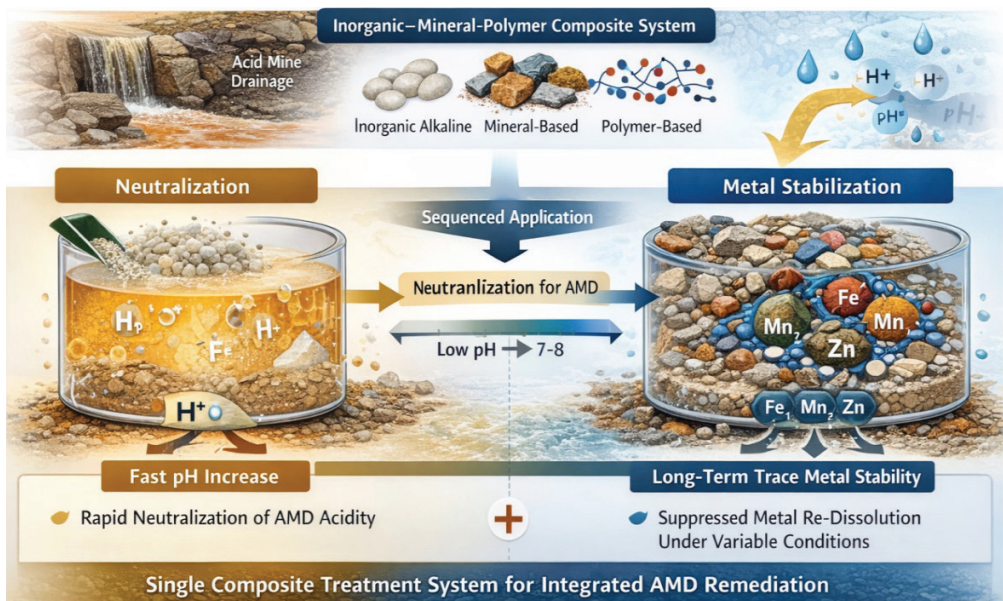 Inorganic–Mineral-Polymer Composite System
Acid Mine
Drainage
Inorganic Alkaline
Mineral-Based
Polymer-Based
H+
H+
pH
Neutralization
Metal Stabilization
Sequenced Application
Neutranlization for AMD
Low pH → 7-8
H+
Fe
Mn2
Mn
Zn
H+
Fe1 Mn2 Zn
Fast pH Increase
Long-Term Trace Metal Stability
Rapid Neutralization of AMD Acidity
+
Suppressed Metal Re-Dissolution
Under Variable Conditions
Single Composite Treatment System for Integrated AMD Remediation